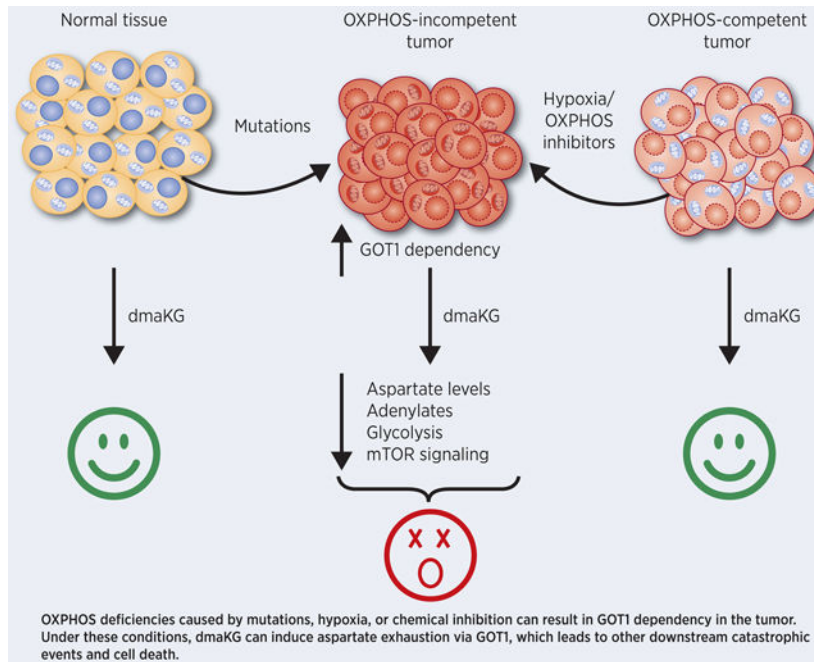 Normal tissue
OXPHOS-incompetent
tumor
OXPHOS-competent
tumor
Mutations
Hypoxia/
OXPHOS
inhibitors
GOT1 dependency
dmaKG
dmaKG
dmaKG
Aspartate levels
Adenylates
Glycolysis
mTOR signaling
OXPHOS deficiencies caused by mutations, hypoxia, or chemical inhibition can result in GOT1 dependency in the tumor.
Under these conditions, dmaKG can induce aspartate exhaustion via GOT1, which leads to other downstream catastrophic
events and cell death.